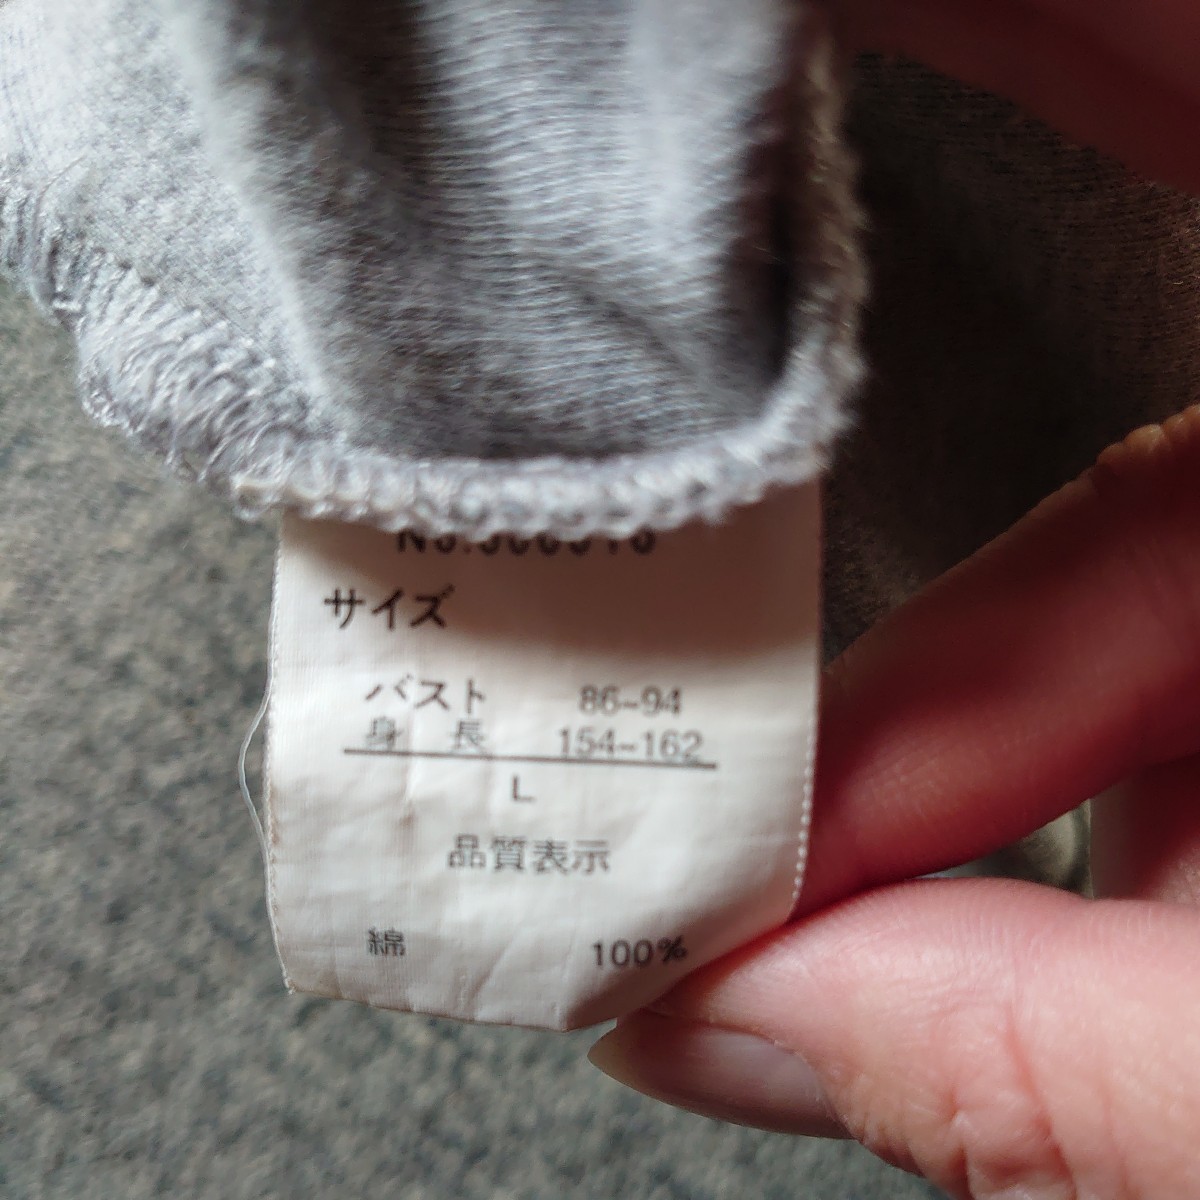 サイズ
バスト 86-94
身長 154-162
L
品質表示
綿 100%